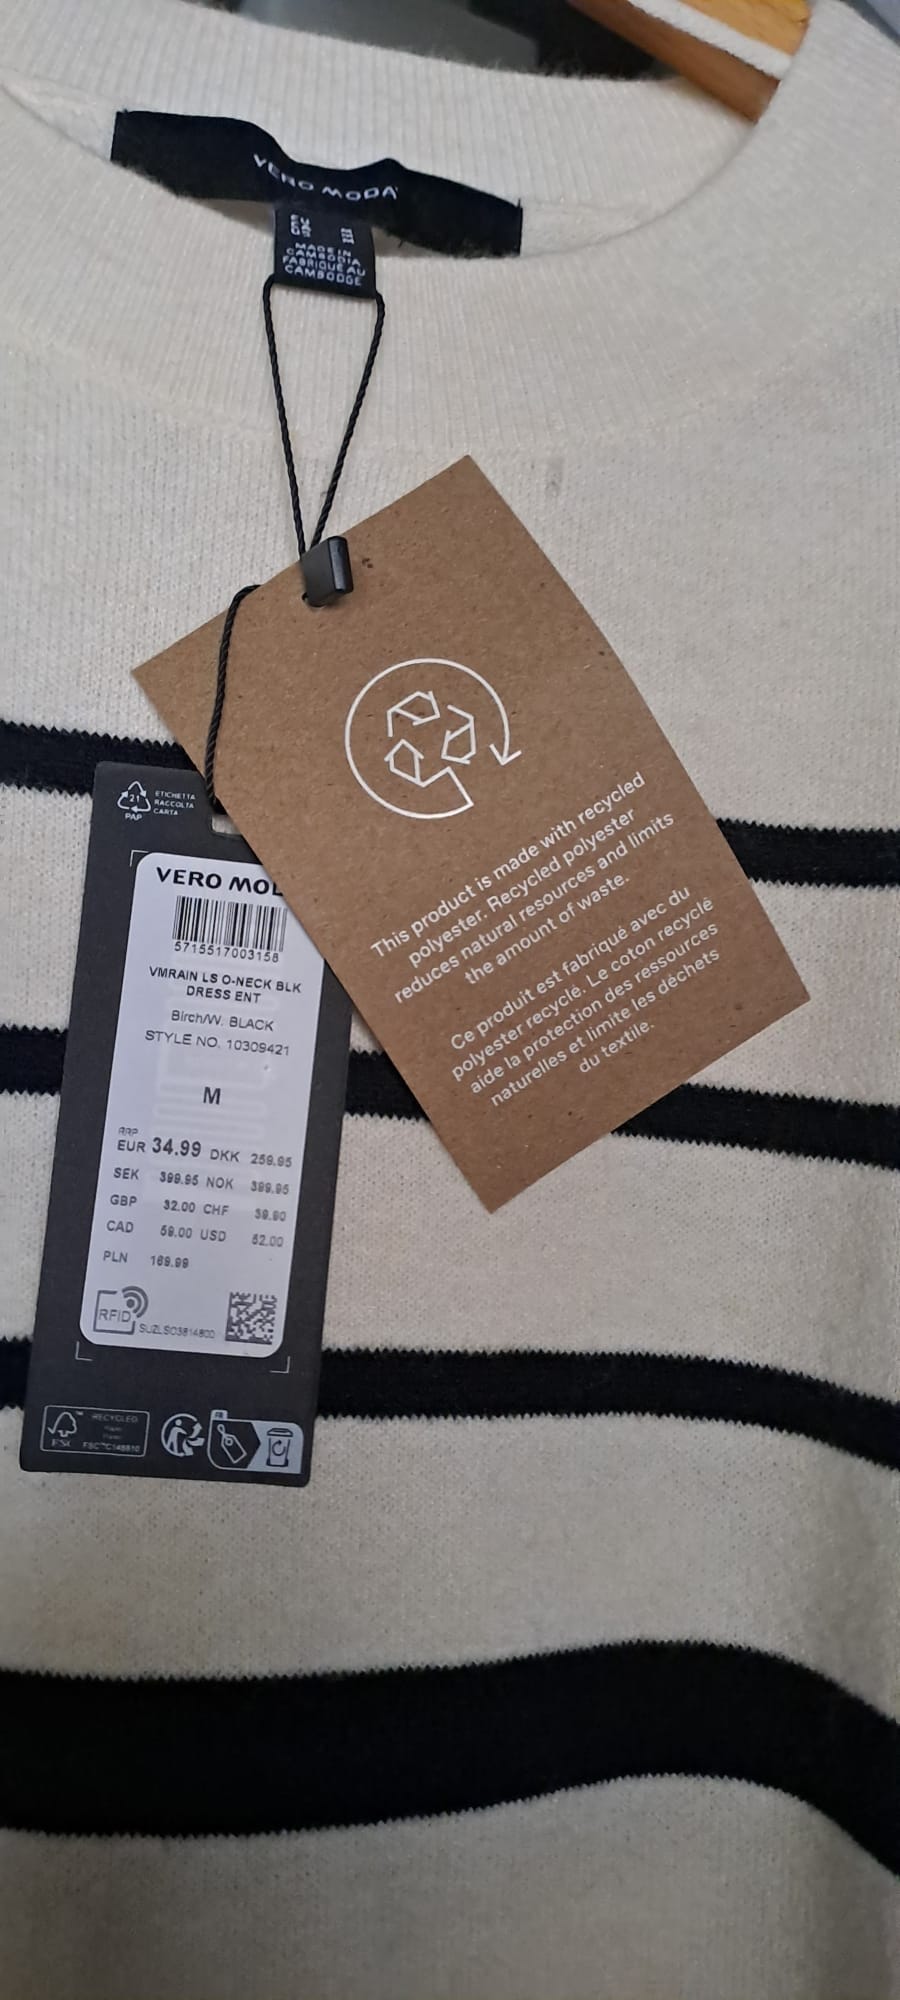 VERO MODA
MADE IN
CAMBODIA
FABRIQUÉ AU
CAMBODGE
This product is made with recycled
polyester. Recycled polyester
reduces natural resources and limits
the amount of waste.
Ce produit est fabriqué avec du
polyester recyclé. Le coton recyclé
aide la protection des ressources
naturelles et limite les déchets
du textile.
21
PAP
ETICHETTA
RACCOLTA
CARTA
VERO MOD
5715517003158
VMRAIN LS O-NECK BLK
DRESS ENT
Birch/W. BLACK
STYLE NO. 10309421
M
RRP
EUR 34.99 DKK 259.95
SEK 399.95 NOK 399.95
GBP 32.00 CHF 39.90
CAD 59.00 USD 52.00
PLN 169.99
RFID
FSC
RECYCLED
FR